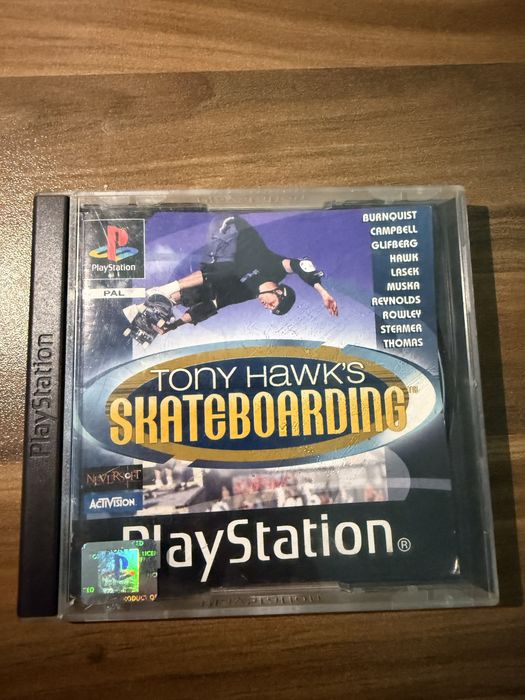 PlayStation
PlayStation
PAL
BURNQUIST
CAMPBELL
GLIFBERG
HAWK
LASEK
MUSKA
REYNOLDS
ROWLEY
STEAMER
THOMAS
TONY HAWK'S
SKATEBOARDING
NEVERSOFT
ACTIVISION
PlayStation®